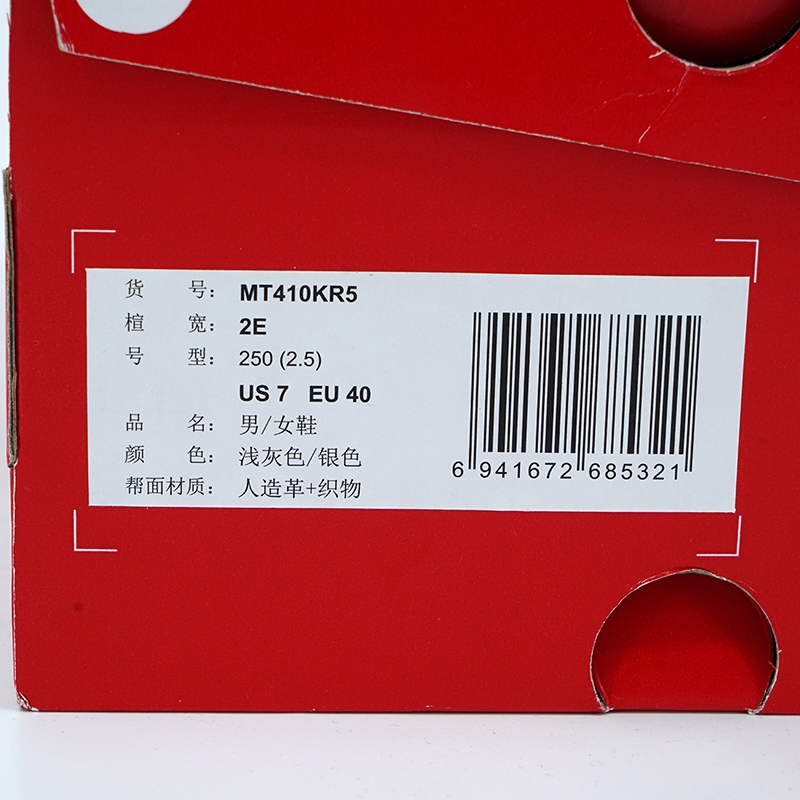 货 号： MT410KR5
楦 宽： 2E
号 型： 250 (2.5)
US 7 EU 40
品 名： 男/女鞋
颜 色： 浅灰色/银色
帮面材质： 人造革+织物
6 941672 685321